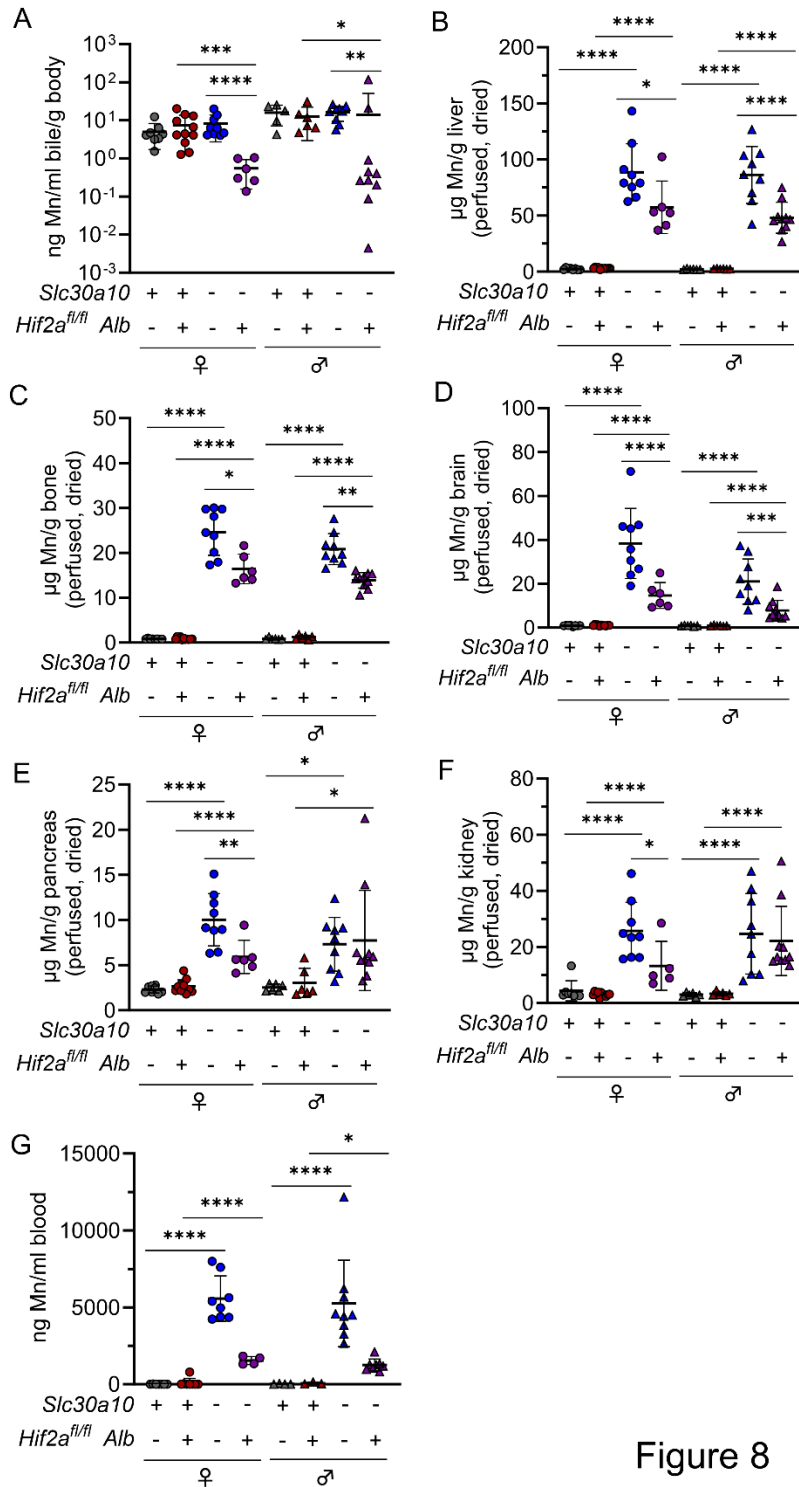 A
ng Mn/ml bile/g body
10³
10²
10¹
10⁰
10⁻¹
10⁻²
10⁻³
*** **** * **
Slc30a10 + + - - + + - -
Hif2a^fl/fl Alb - + - + - + - +
♀ ♂
B
µg Mn/g liver
(perfused, dried)
200
150
100
50
0
**** **** * **** **** ****
Slc30a10 + + - - + + - -
Hif2a^fl/fl Alb - + - + - + - +
♀ ♂
C
µg Mn/g bone
(perfused, dried)
50
40
30
20
10
0
**** **** * **** **** **
Slc30a10 + + - - + + - -
Hif2a^fl/fl Alb - + - + - + - +
♀ ♂
D
µg Mn/g brain
(perfused, dried)
100
80
60
40
20
0
**** **** **** **** **** ***
Slc30a10 + + - - + + - -
Hif2a^fl/fl Alb - + - + - + - +
♀ ♂
E
µg Mn/g pancreas
(perfused, dried)
25
20
15
10
5
0
**** **** ** * *
Slc30a10 + + - - + + - -
Hif2a^fl/fl Alb - + - + - + - +
♀ ♂
F
µg Mn/g kidney
(perfused, dried)
80
60
40
20
0
**** **** * **** ****
Slc30a10 + + - - + + - -
Hif2a^fl/fl Alb - + - + - + - +
♀ ♂
G
ng Mn/ml blood
15000
10000
5000
0
**** **** **** *
Slc30a10 + + - - + + - -
Hif2a^fl/fl Alb - + - + - + - +
♀ ♂
Figure 8